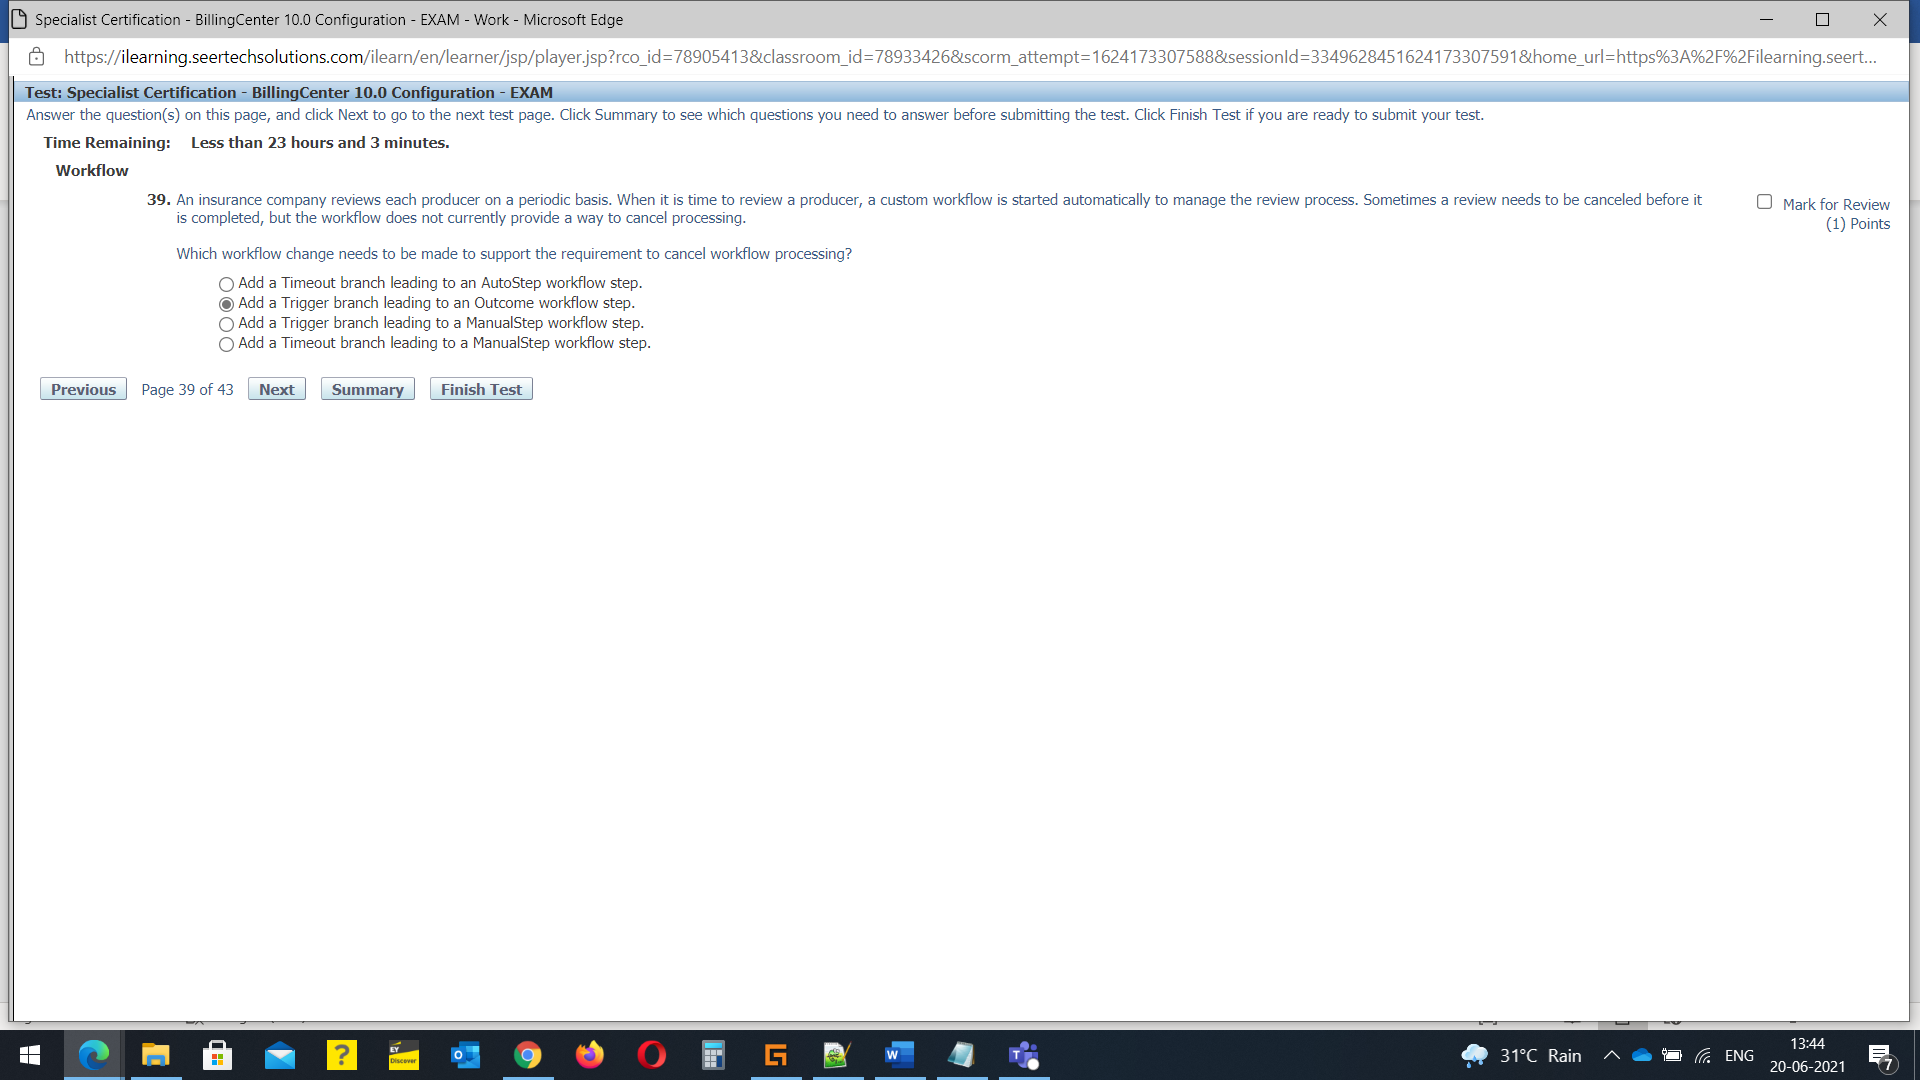 Specialist Certification - BillingCenter 10.0 Configuration - EXAM - Work - Microsoft Edge
https://ilearning.seertechsolutions.com/ilearn/en/learner/jsp/player.jsp?rco_id=78905413&classroom_id=78933426&scorm_attempt=1624173307588&sessionId=3349628451624173307591&home_url=https%3A%2F%2Filearning.seert...
Test: Specialist Certification - BillingCenter 10.0 Configuration - EXAM
Answer the question(s) on this page, and click Next to go to the next test page. Click Summary to see which questions you need to answer before submitting the test. Click Finish Test if you are ready to submit your test.
Time Remaining: Less than 23 hours and 3 minutes.
Workflow
39. An insurance company reviews each producer on a periodic basis. When it is time to review a producer, a custom workflow is started automatically to manage the review process. Sometimes a review needs to be canceled before it
is completed, but the workflow does not currently provide a way to cancel processing.
Mark for Review
(1) Points
Which workflow change needs to be made to support the requirement to cancel workflow processing?
Add a Timeout branch leading to an AutoStep workflow step.
Add a Trigger branch leading to an Outcome workflow step.
Add a Trigger branch leading to a ManualStep workflow step.
Add a Timeout branch leading to a ManualStep workflow step.
Previous Page 39 of 43 Next Summary Finish Test
EY
Discover
31°C Rain
ENG
13:44
20-06-2021
7